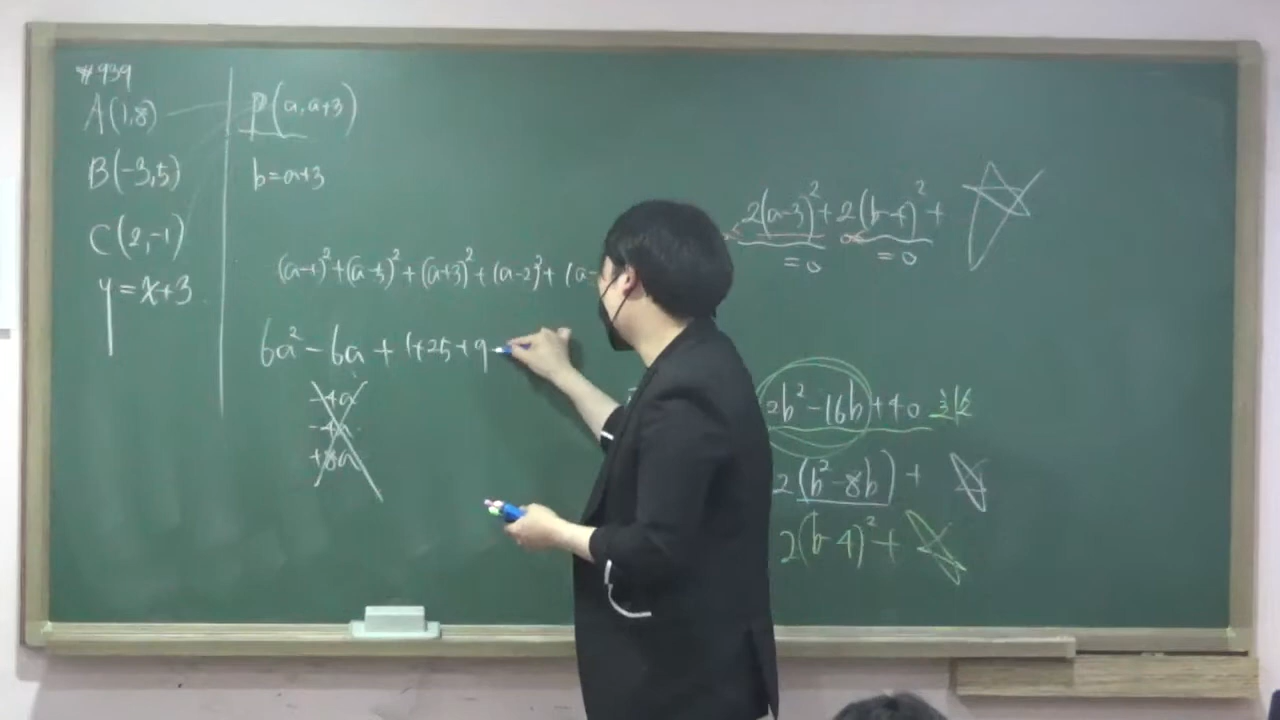 #939
A(1,8)
B(-3,5)
C(2,-1)
y=x+3
P(a, a+3)
b=a+3
(a-1)²+(a-5)²+(a+3)²+(a-2)²+(a-
6a²-6a+1+25+9
-4a
-4a
+8a
2(a-3)²+2(b-4)²+
=0 =0
2b²-16b+40
2(b²-8b)+
2(b-4)²+